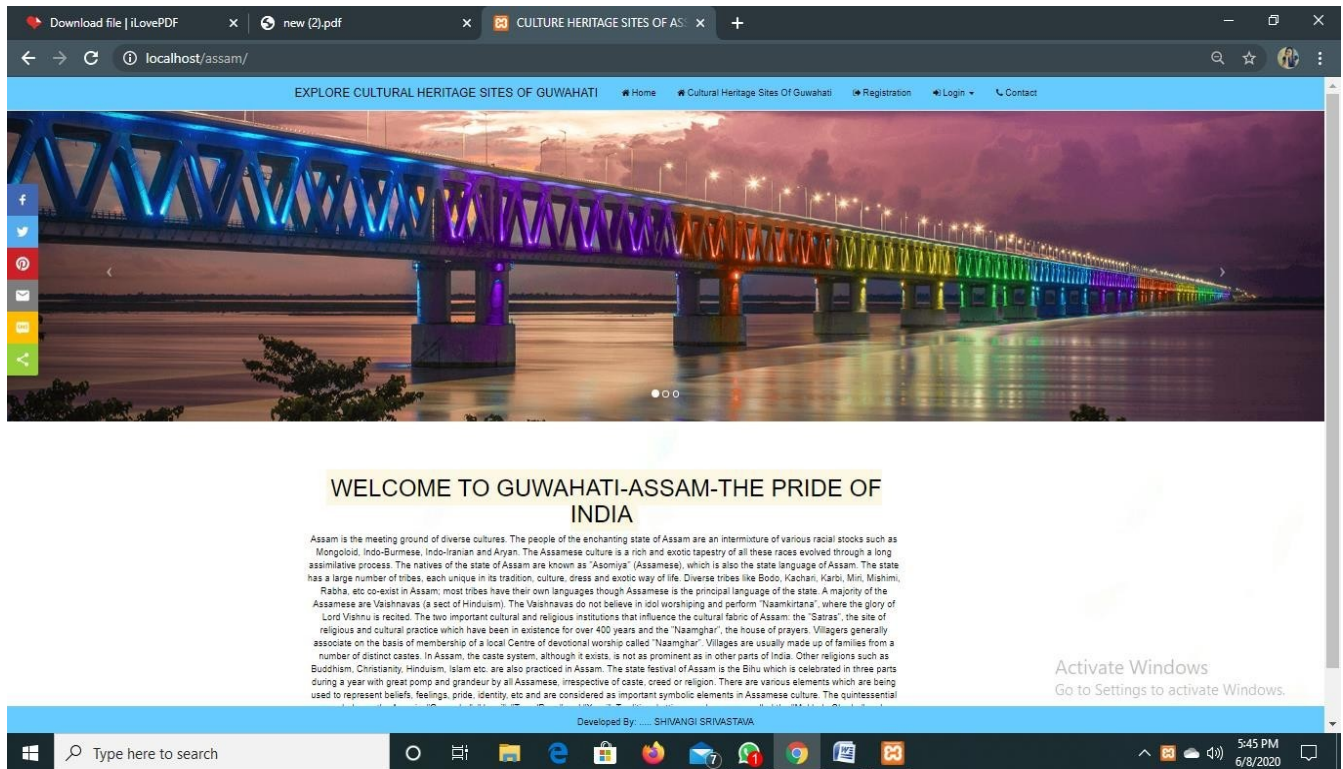 Download file | iLovePDF
new (2).pdf
CULTURE HERITAGE SITES OF AS
localhost/assam/
EXPLORE CULTURAL HERITAGE SITES OF GUWAHATI
Home
Cultural Heritage Sites Of Guwahati
Registration
Login
Contact
WELCOME TO GUWAHATI-ASSAM-THE PRIDE OF
INDIA
Assam is the meeting ground of diverse cultures. The people of the enchanting state of Assam are an intermixture of various racial stocks such as
Mongoloid, Indo-Burmese, Indo-Iranian and Aryan. The Assamese culture is a rich and exotic tapestry of all these races evolved through a long
assimilative process. The natives of the state of Assam are known as "Asomiya" (Assamese), which is also the state language of Assam. The state
has a large number of tribes, each unique in its tradition, culture, dress and exotic way of life. Diverse tribes like Bodo, Kachari, Karbi, Miri, Mishimi,
Rabha, etc co-exist in Assam; most tribes have their own languages though Assamese is the principal language of the state. A majority of the
Assamese are Vaishnavas (a sect of Hinduism). The Vaishnavas do not believe in idol worshiping and perform "Naamkirtana", where the glory of
Lord Vishnu is recited. The two important cultural and religious institutions that influence the cultural fabric of Assam: the "Satras", the site of
religious and cultural practice which have been in existence for over 400 years and the "Naamghar", the house of prayers. Villagers generally
associate on the basis of membership of a local Centre of devotional worship called "Naamghar". Villages are usually made up of families from a
number of distinct castes. In Assam, the caste system, although it exists, is not as prominent as in other parts of India. Other religions such as
Buddhism, Christianity, Hinduism, Islam etc. are also practiced in Assam. The state festival of Assam is the Bihu which is celebrated in three parts
during a year with great pomp and grandeur by all Assamese, irrespective of caste, creed or religion. There are various elements which are being
used to represent beliefs, feelings, pride, identity, etc and are considered as important symbolic elements in Assamese culture. The quintessential
Activate Windows
Go to Settings to activate Windows.
Developed By: ..... SHIVANGI SRIVASTAVA
Type here to search
7
1
5:45 PM
6/8/2020